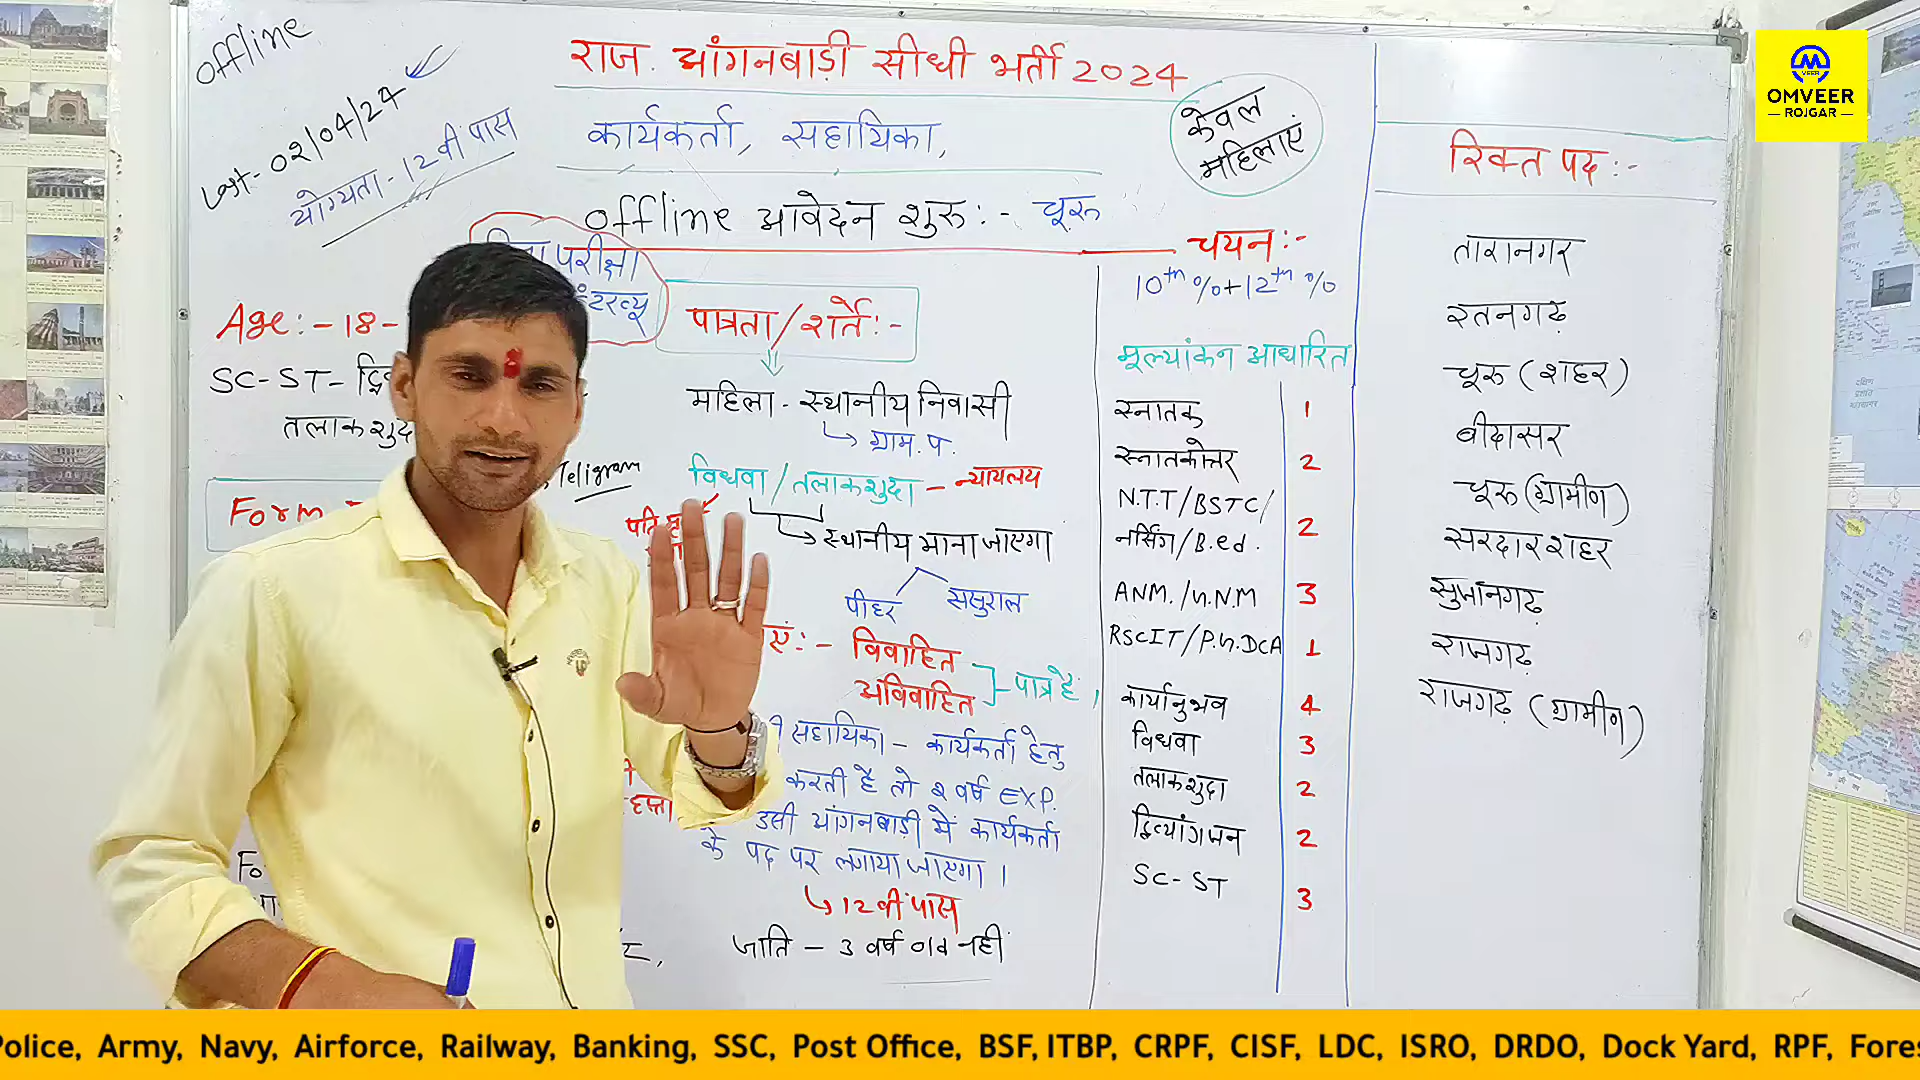 offline
Last - 02/04/24
योग्यता - 12वीं पास
राज. आंगनबाड़ी सीधी भर्ती 2024
कार्यकर्ता, सहायिका,
केवल
महिलाएं
offline आवेदन शुरू :- चूरू
परीक्षा
Age :- 18 -
SC-ST-
तलाकशुदा
Form
Teligram
पात्रता/शर्ते :-
महिला - स्थानीय निवासी
ग्राम. प.
विधवा / तलाकशुदा - न्यायलय
स्थानीय माना जाएगा
पीहर
ससुराल
विवाहित
अविवाहित
पात्र है।
सहायिका - कार्यकर्ता हेतु
करती है तो 2 वर्ष EXP.
उसी आंगनबाड़ी में कार्यकर्ता
के पद पर लगाया जाएगा।
12वीं पास
जाति - 3 वर्ष
चयन :-
10th % + 12th %
मूल्यांकन आधारित
स्नातक 1
स्नातकोत्तर 2
N.T.T/BSTC/
नर्सिंग/B.ed. 2
ANM./G.N.M 3
RSCIT/P.G.DCA 1
कार्यानुभव 4
विधवा 3
तलाकशुदा 2
दिव्यांगजन 2
SC-ST 3
रिक्त पद :-
तारानगर
रतनगढ़
चूरू (शहर)
बीदासर
चूरू (ग्रामीण)
सरदारशहर
सुजानगढ़
राजगढ़
राजगढ़ (ग्रामीण)
VEER
OMVEER
ROJGAR
Police, Army, Navy, Airforce, Railway, Banking, SSC, Post Office, BSF, ITBP, CRPF, CISF, LDC, ISRO, DRDO, Dock Yard, RPF, Fores